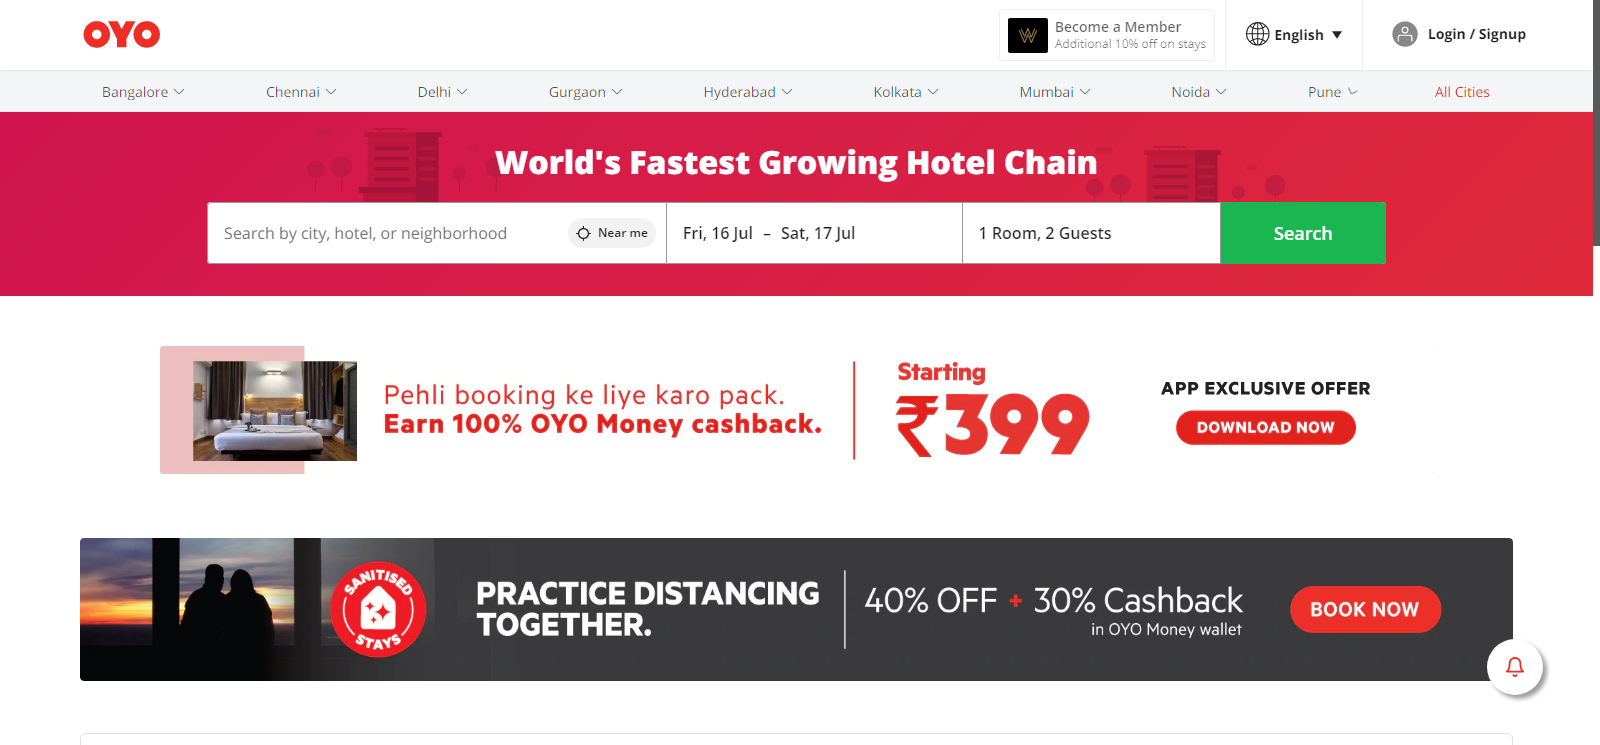 OYO
Become a Member
Additional 10% off on stays
English
Login / Signup
Bangalore
Chennai
Delhi
Gurgaon
Hyderabad
Kolkata
Mumbai
Noida
Pune
All Cities
World's Fastest Growing Hotel Chain
Search by city, hotel, or neighborhood
Near me
Fri, 16 Jul – Sat, 17 Jul
1 Room, 2 Guests
Search
Pehli booking ke liye karo pack.
Earn 100% OYO Money cashback.
Starting
₹399
APP EXCLUSIVE OFFER
DOWNLOAD NOW
SANITISED
STAYS
PRACTICE DISTANCING
TOGETHER.
40% OFF + 30% Cashback
in OYO Money wallet
BOOK NOW